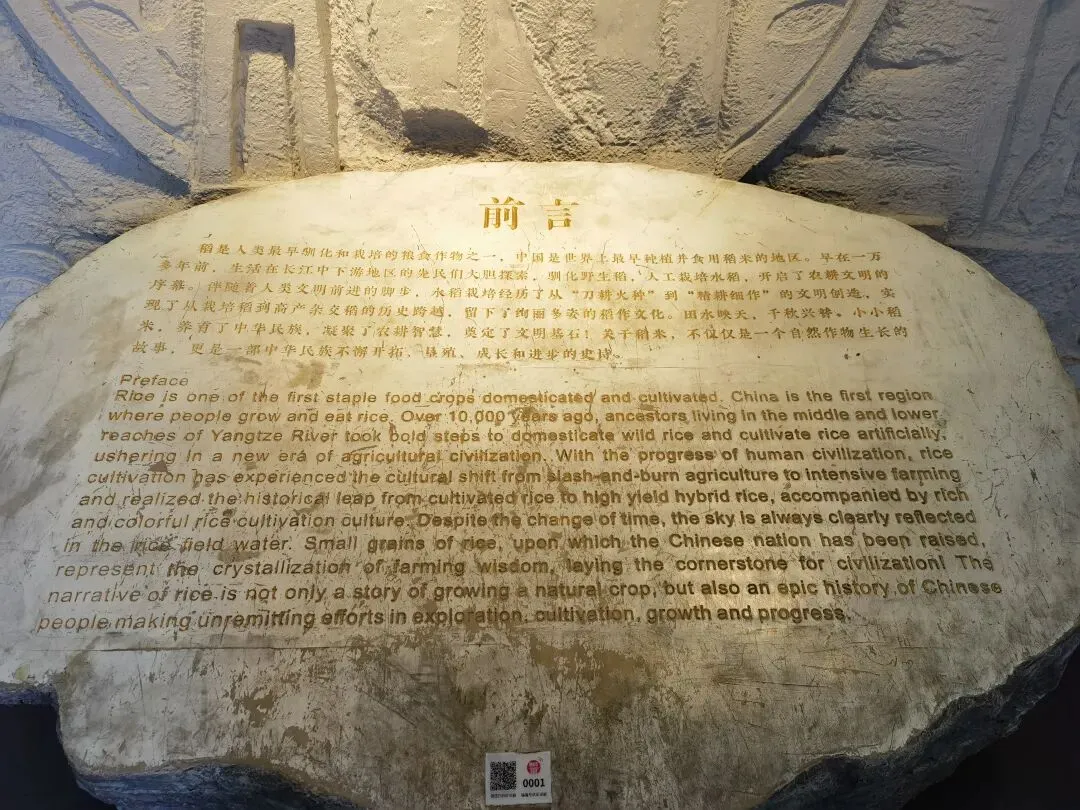 前言
稻是人类最早驯化和栽培的粮食作物之一，中国是世界上最早种植并食用稻米的地区。早在一万
多年前，生活在长江中下游地区的先民们大胆探索，驯化野生稻，人工栽培水稻，开启了农耕文明的
序幕。伴随着人类文明前进的脚步，水稻栽培经历了从“刀耕火种”到“精耕细作”的文明创造，实
现了从栽培稻到高产杂交稻的历史跨越，留下了绚丽多姿的稻作文化。田水映天，千秋兴替。小小稻
米，养育了中华民族，凝聚了农耕智慧，奠定了文明基石！关于稻米，不仅仅是一个自然作物生长的
故事，更是一部中华民族不懈开拓、垦殖、成长和进步的史诗。
Preface
Rice is one of the first staple food crops domesticated and cultivated. China is the first region
where people grow and eat rice. Over 10,000 years ago, ancestors living in the middle and lower
reaches of Yangtze River took bold steps to domesticate wild rice and cultivate rice artificially,
ushering in a new era of agricultural civilization. With the progress of human civilization, rice
cultivation has experienced the cultural shift from slash-and-burn agriculture to intensive farming
and realized the historical leap from cultivated rice to high yield hybrid rice, accompanied by rich
and colorful rice cultivation culture. Despite the change of time, the sky is always clearly reflected
in the rice field water. Small grains of rice, upon which the Chinese nation has been raised,
represent the crystallization of farming wisdom, laying the cornerstone for civilization! The
narrative of rice is not only a story of growing a natural crop, but also an epic history of Chinese
people making unremitting efforts in exploration, cultivation, growth and progress.
0001